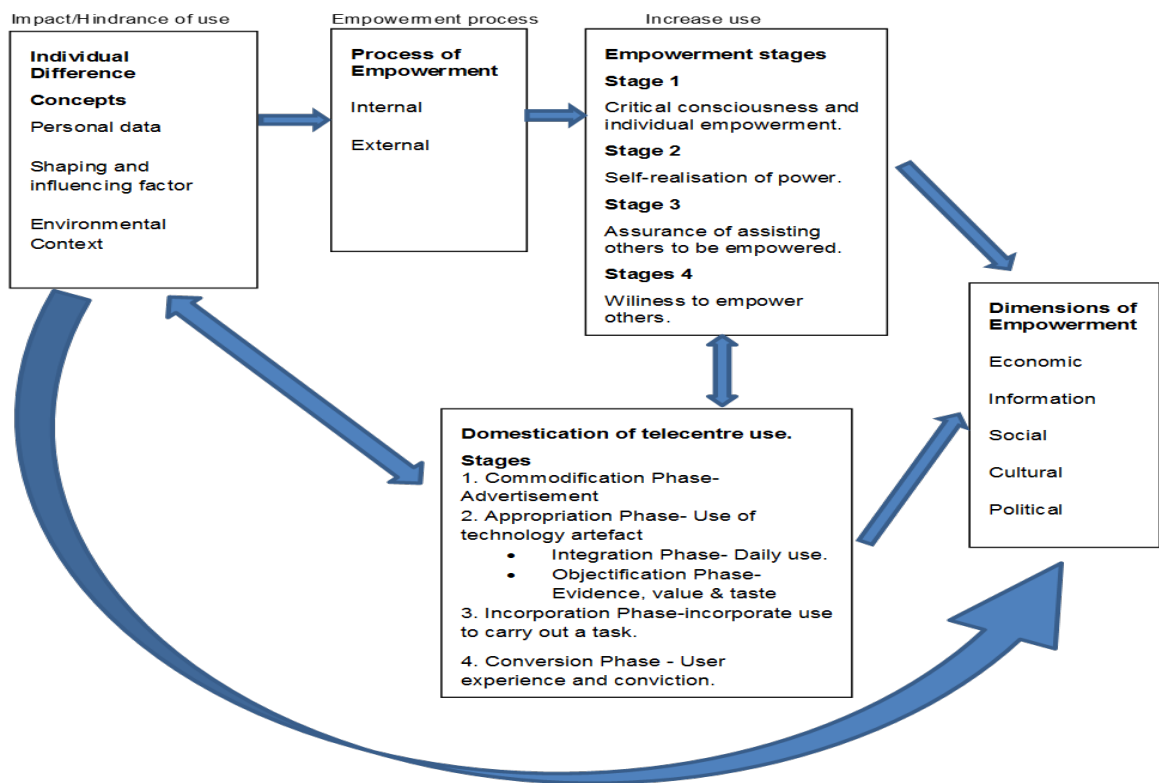 Impact/Hindrance of use
Individual
Difference
Concepts
Personal data
Shaping and
influencing factor
Environmental
Context
Empowerment process
Process of
Empowerment
Internal
External
Increase use
Empowerment stages
Stage 1
Critical consciousness and
individual empowerment.
Stage 2
Self-realisation of power.
Stage 3
Assurance of assisting
others to be empowered.
Stages 4
Wiliness to empower
others.
Domestication of telecentre use.
Stages
1. Commodification Phase-
Advertisement
2. Appropriation Phase- Use of
technology artefact
• Integration Phase- Daily use.
• Objectification Phase-
Evidence, value & taste
3. Incorporation Phase-incorporate use
to carry out a task.
4. Conversion Phase - User
experience and conviction.
Dimensions of
Empowerment
Economic
Information
Social
Cultural
Political